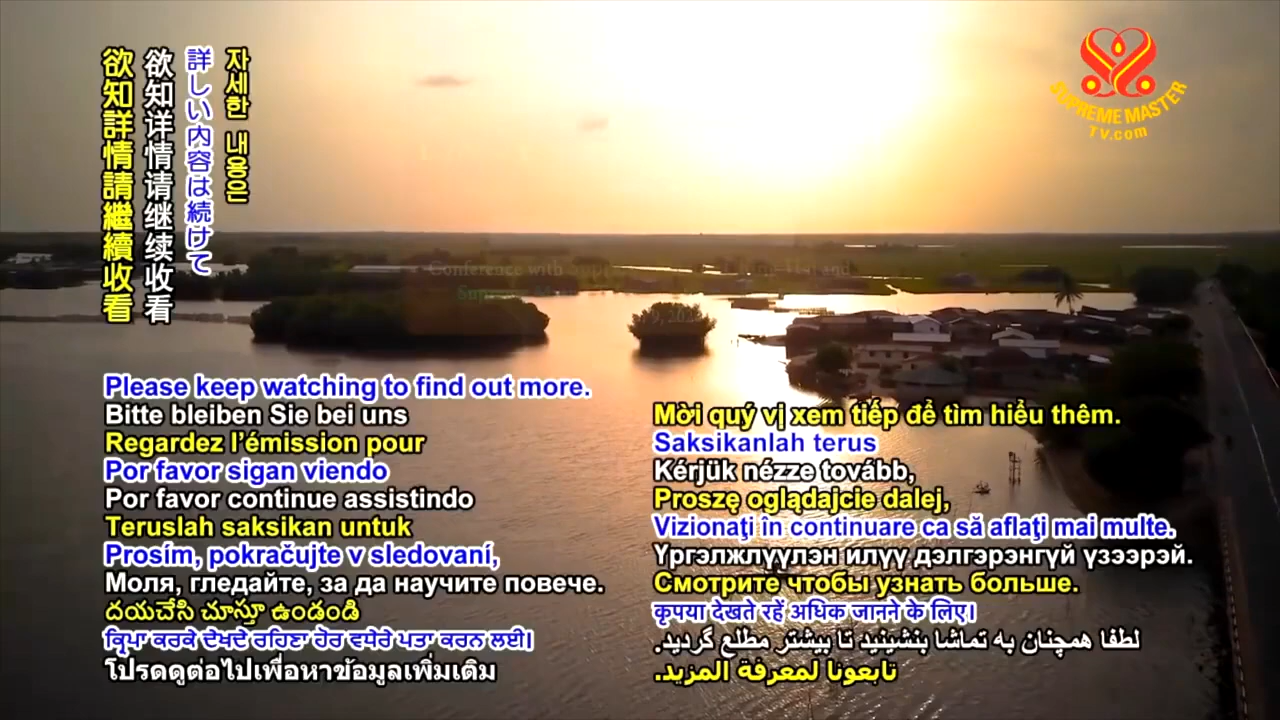 欲知詳情請繼續收看
欲知详情请继续收看
詳しい内容は続けて
자세한 내용은
SUPREME MASTER
TV.com
Conference with Supr
Please keep watching to find out more.
Bitte bleiben Sie bei uns
Regardez l'émission pour
Por favor sigan viendo
Por favor continue assistindo
Teruslah saksikan untuk
Prosím, pokračujte v sledovaní,
Моля, гледайте, за да научите повече.
దయచేసి చూస్తూ ఉండండి
ਕ੍ਰਿਪਾ ਕਰਕੇ ਦੇਖਦੇ ਰਹਿਣਾ ਹੋਰ ਵਧੇਰੇ ਪਤਾ ਕਰਨ ਲਈ।
โปรดดูต่อไปเพื่อหาข้อมูลเพิ่มเติม
Mời quý vị xem tiếp để tìm hiểu thêm.
Saksikanlah terus
Kérjük nézze tovább,
Proszę oglądajcie dalej,
Vizionaţi în continuare ca să aflaţi mai multe.
Үргэлжлүүлэн илүү дэлгэрэнгүй үзээрэй.
Смотрите чтобы узнать больше.
कृपया देखते रहें अधिक जानने के लिए।
لطفا همچنان به تماشا بنشینید تا بیشتر مطلع گردید.
تابعونا لمعرفة المزيد.